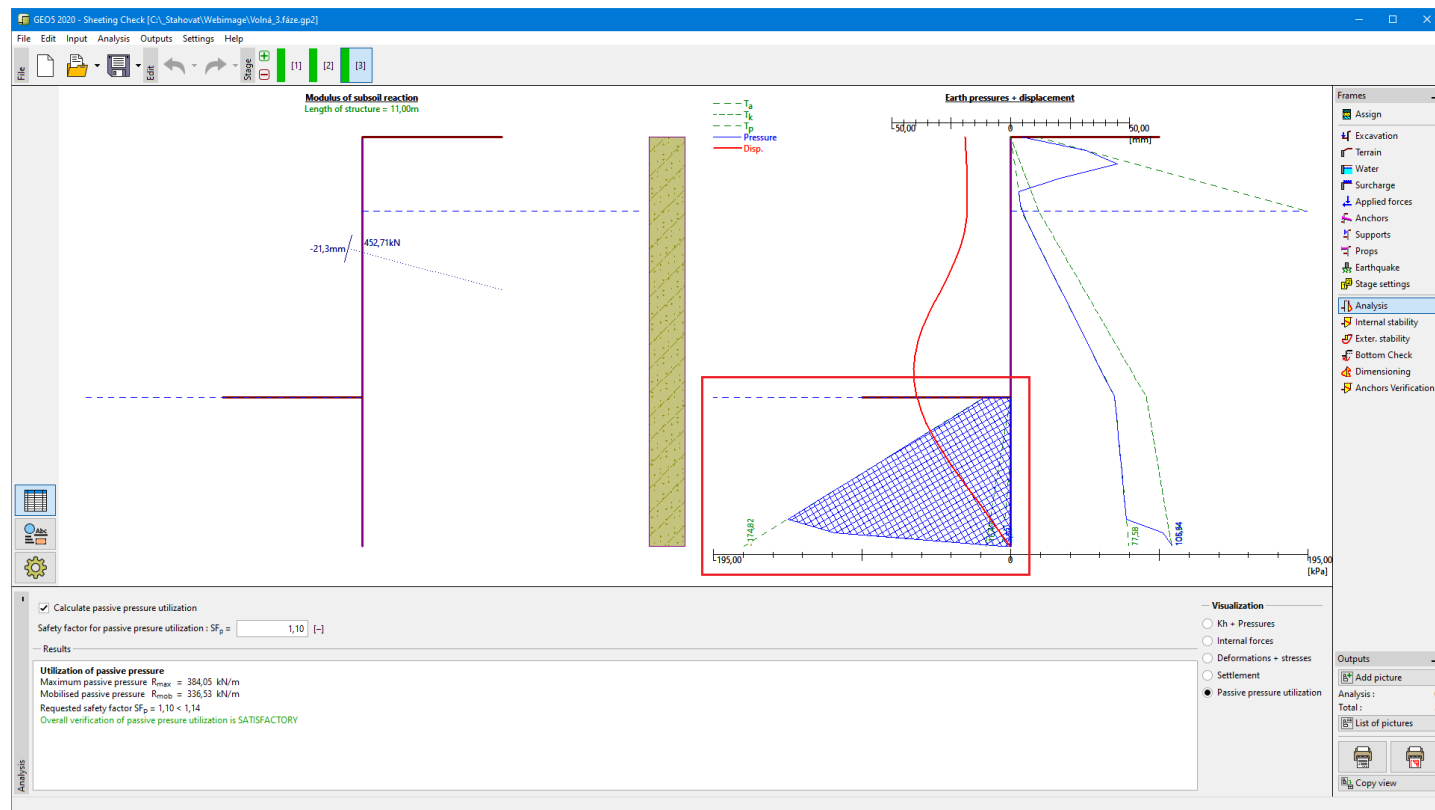 GEO5 2020 - Sheeting Check [C:\_Stahovat\Webimage\Volná_3.fáze.gp2]
File Edit Input Analysis Outputs Settings Help
File
Edit
Stage
[1] [2] [3]
Modulus of subsoil reaction
Length of structure = 11,00m
-21,3mm
452,71kN
Ta
Tk
Tp
Pressure
Disp.
Earth pressures + displacement
-50,00 0 50,00
[mm]
-174,82
77,58
-195,00 0 195,00
[kPa]
Frames
Assign
Excavation
Terrain
Water
Surcharge
Applied forces
Anchors
Supports
Props
Earthquake
Stage settings
Analysis
Internal stability
Exter. stability
Bottom Check
Dimensioning
Anchors Verification
Abc
Analysis
Calculate passive pressure utilization
Safety factor for passive presure utilization : SFp = 1,10 [–]
Results
Utilization of passive pressure
Maximum passive pressure Rmax = 384,05 kN/m
Mobilised passive pressure Rmob = 336,53 kN/m
Requested safety factor SFp = 1,10 < 1,14
Overall verification of passive presure utilization is SATISFACTORY
Visualization
Kh + Pressures
Internal forces
Deformations + stresses
Settlement
Passive pressure utilization
Outputs
Add picture
Analysis :
Total :
List of pictures
Copy view